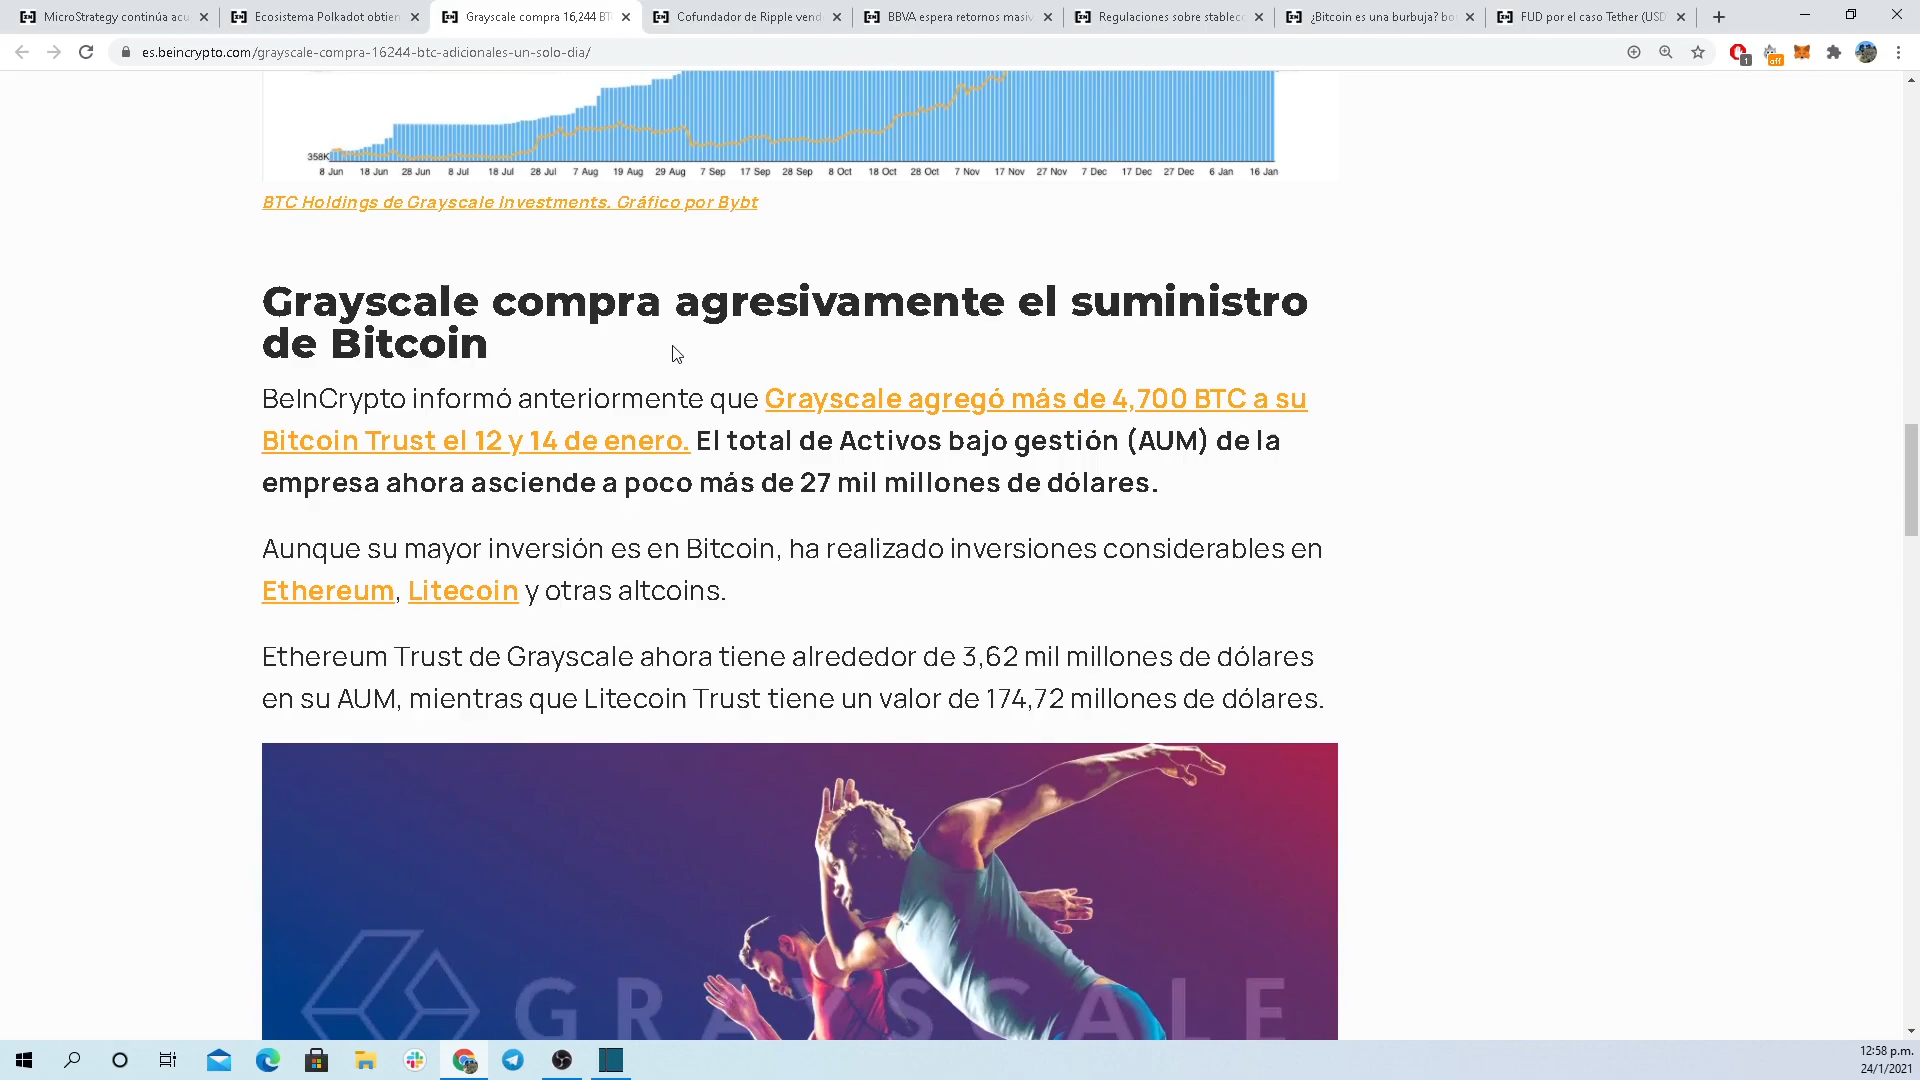 MicroStrategy continúa acu
Ecosistema Polkadot obtien
Grayscale compra 16,244 BT
Cofundador de Ripple vend
BBVA espera retornos masiv
Regulaciones sobre stablecc
¿Bitcoin es una burbuja? bo
FUD por el caso Tether (USD
es.beincrypto.com/grayscale-compra-16244-btc-adicionales-un-solo-dia/
1
off
358K
8 Jun 18 Jun 28 Jun 8 Jul 18 Jul 28 Jul 7 Aug 19 Aug 29 Aug 7 Sep 17 Sep 28 Sep 8 Oct 18 Oct 28 Oct 7 Nov 17 Nov 27 Nov 7 Dec 17 Dec 27 Dec 6 Jan 16 Jan
BTC Holdings de Grayscale Investments. Gráfico por Bybt
Grayscale compra agresivamente el suministro
de Bitcoin
BeInCrypto informó anteriormente que Grayscale agregó más de 4,700 BTC a su
Bitcoin Trust el 12 y 14 de enero. El total de Activos bajo gestión (AUM) de la
empresa ahora asciende a poco más de 27 mil millones de dólares.
Aunque su mayor inversión es en Bitcoin, ha realizado inversiones considerables en
Ethereum, Litecoin y otras altcoins.
Ethereum Trust de Grayscale ahora tiene alrededor de 3,62 mil millones de dólares
en su AUM, mientras que Litecoin Trust tiene un valor de 174,72 millones de dólares.
GRAYSCALE
12:58 p.m.
24/1/2021